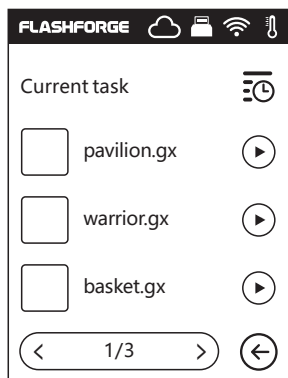 FLASHFORGE
Current task
pavilion.gx
warrior.gx
basket.gx
1/3